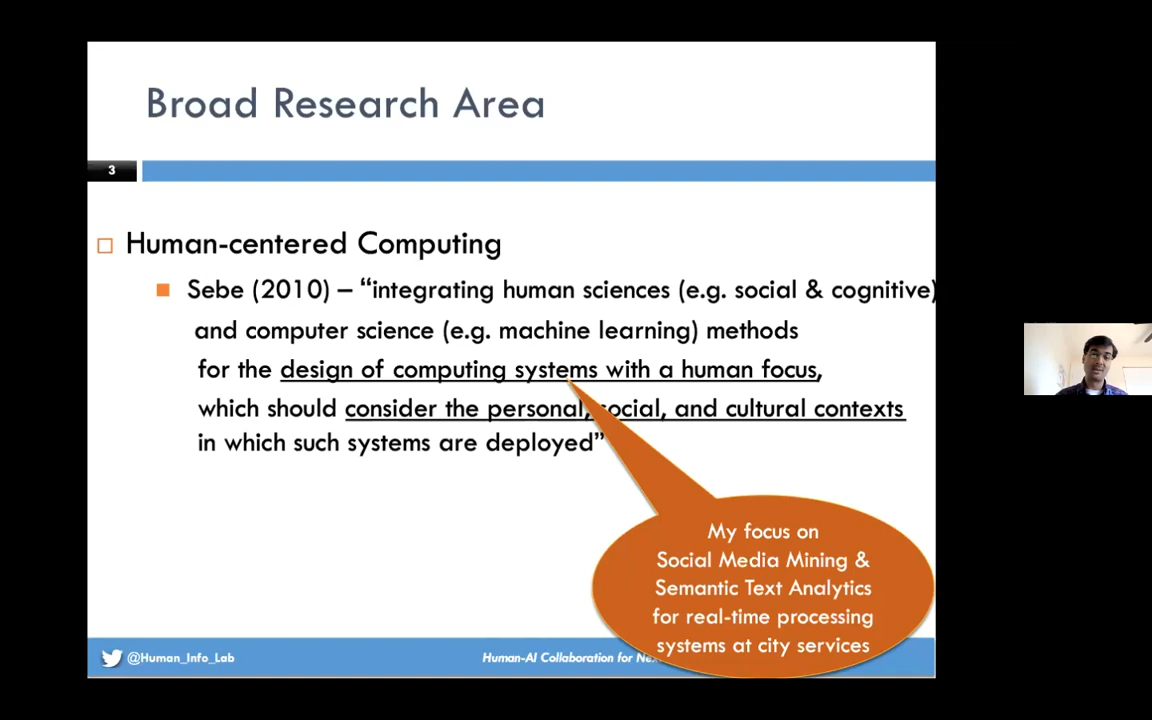 Broad Research Area
3
Human-centered Computing
Sebe (2010) – “integrating human sciences (e.g. social & cognitive)
and computer science (e.g. machine learning) methods
for the design of computing systems with a human focus,
which should consider the personal, social, and cultural contexts
in which such systems are deployed”
My focus on
Social Media Mining &
Semantic Text Analytics
for real-time processing
systems at city services
@Human_Info_Lab
Human-AI Collaboration for